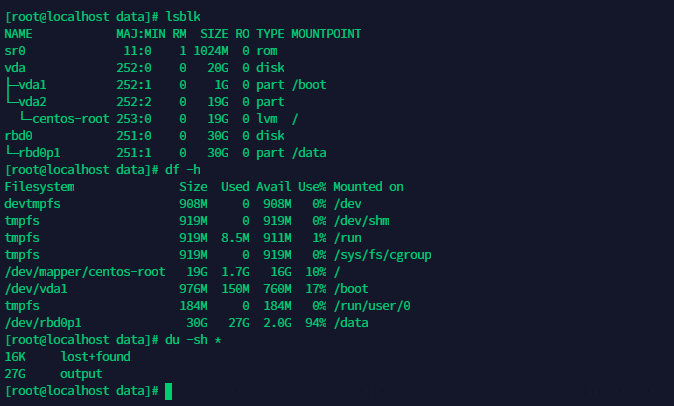 [root@localhost data]# lsblk
NAME            MAJ:MIN RM  SIZE RO TYPE MOUNTPOINT
sr0              11:0    1 1024M  0 rom
vda             252:0    0   20G  0 disk
├─vda1          252:1    0    1G  0 part /boot
└─vda2          252:2    0   19G  0 part
  └─centos-root 253:0    0   19G  0 lvm  /
rbd0            251:0    0   30G  0 disk
└─rbd0p1        251:1    0   30G  0 part /data
[root@localhost data]# df -h
Filesystem               Size  Used Avail Use% Mounted on
devtmpfs                 908M     0  908M   0% /dev
tmpfs                    919M     0  919M   0% /dev/shm
tmpfs                    919M  8.5M  911M   1% /run
tmpfs                    919M     0  919M   0% /sys/fs/cgroup
/dev/mapper/centos-root   19G  1.7G   16G  10% /
/dev/vda1                976M  150M  760M  17% /boot
tmpfs                    184M     0  184M   0% /run/user/0
/dev/rbd0p1               30G   27G  2.0G  94% /data
[root@localhost data]# du -sh *
16K     lost+found
27G     output
[root@localhost data]#